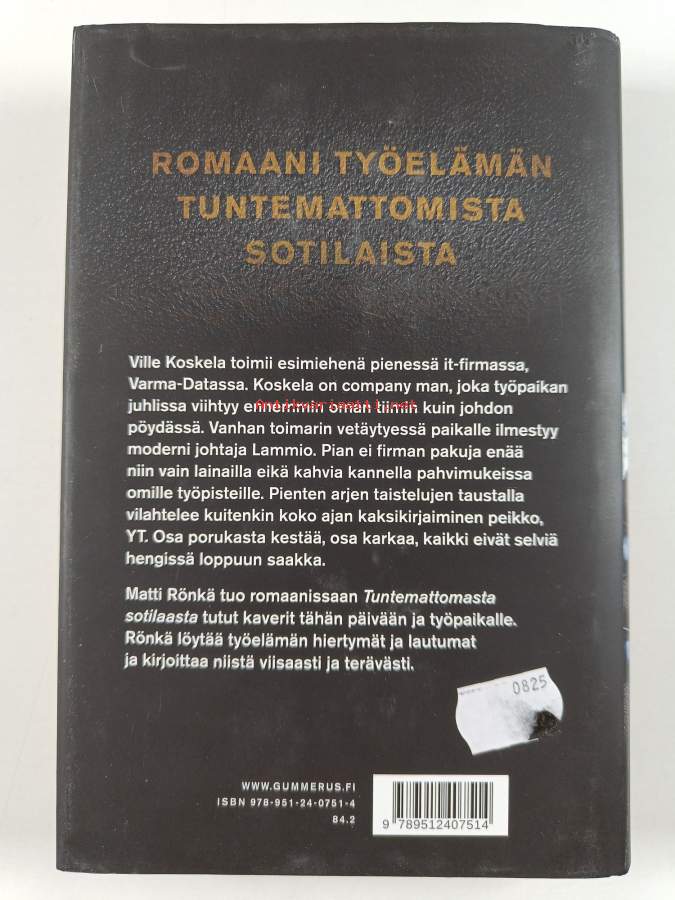 ROMAANI TYÖELÄMÄN
TUNTEMATTOMISTA
SOTILAISTA
Ville Koskela toimii esimiehenä pienessä it-firmassa,
Varma-Datassa. Koskela on company man, joka työpaikan
juhlissa viihtyy ennemmin oman tiimin kuin johdon
Antikvariaatti.net
pöydässä. Vanhan toimarin vetäytyessä paikalle ilmestyy
moderni johtaja Lammio. Pian ei firman pakuja enää
niin vain lainailla eikä kahvia kannella pahvimukeissa
omille työpisteille. Pienten arjen taistelujen taustalla
vilahtelee kuitenkin koko ajan kaksikirjaiminen peikko,
YT. Osa porukasta kestää, osa karkaa, kaikki eivät selviä
hengissä loppuun saakka.
Matti Rönkä tuo romaanissaan Tuntemattomasta
sotilaasta tutut kaverit tähän päivään ja työpaikalle.
Rönkä löytää työelämän hiertymät ja lautumat
ja kirjoittaa niistä viisaasti ja terävästi.
0825
WWW.GUMMERUS.FI
ISBN 978-951-24-0751-4
84.2
9 789512 407514